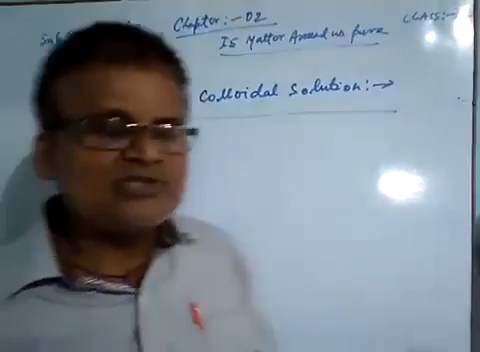 Chapter:- 02
CLASS:-
Is Matter Around us pure
Colloidal Solution:→